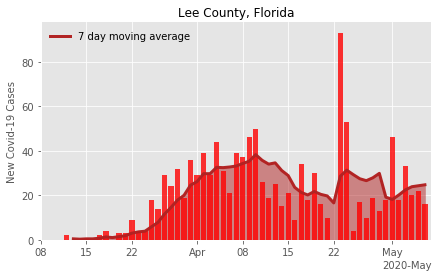 Lee County, Florida
7 day moving average
New Covid-19 Cases
80
60
40
20
0
08
15
22
Apr
08
15
22
May
2020-May